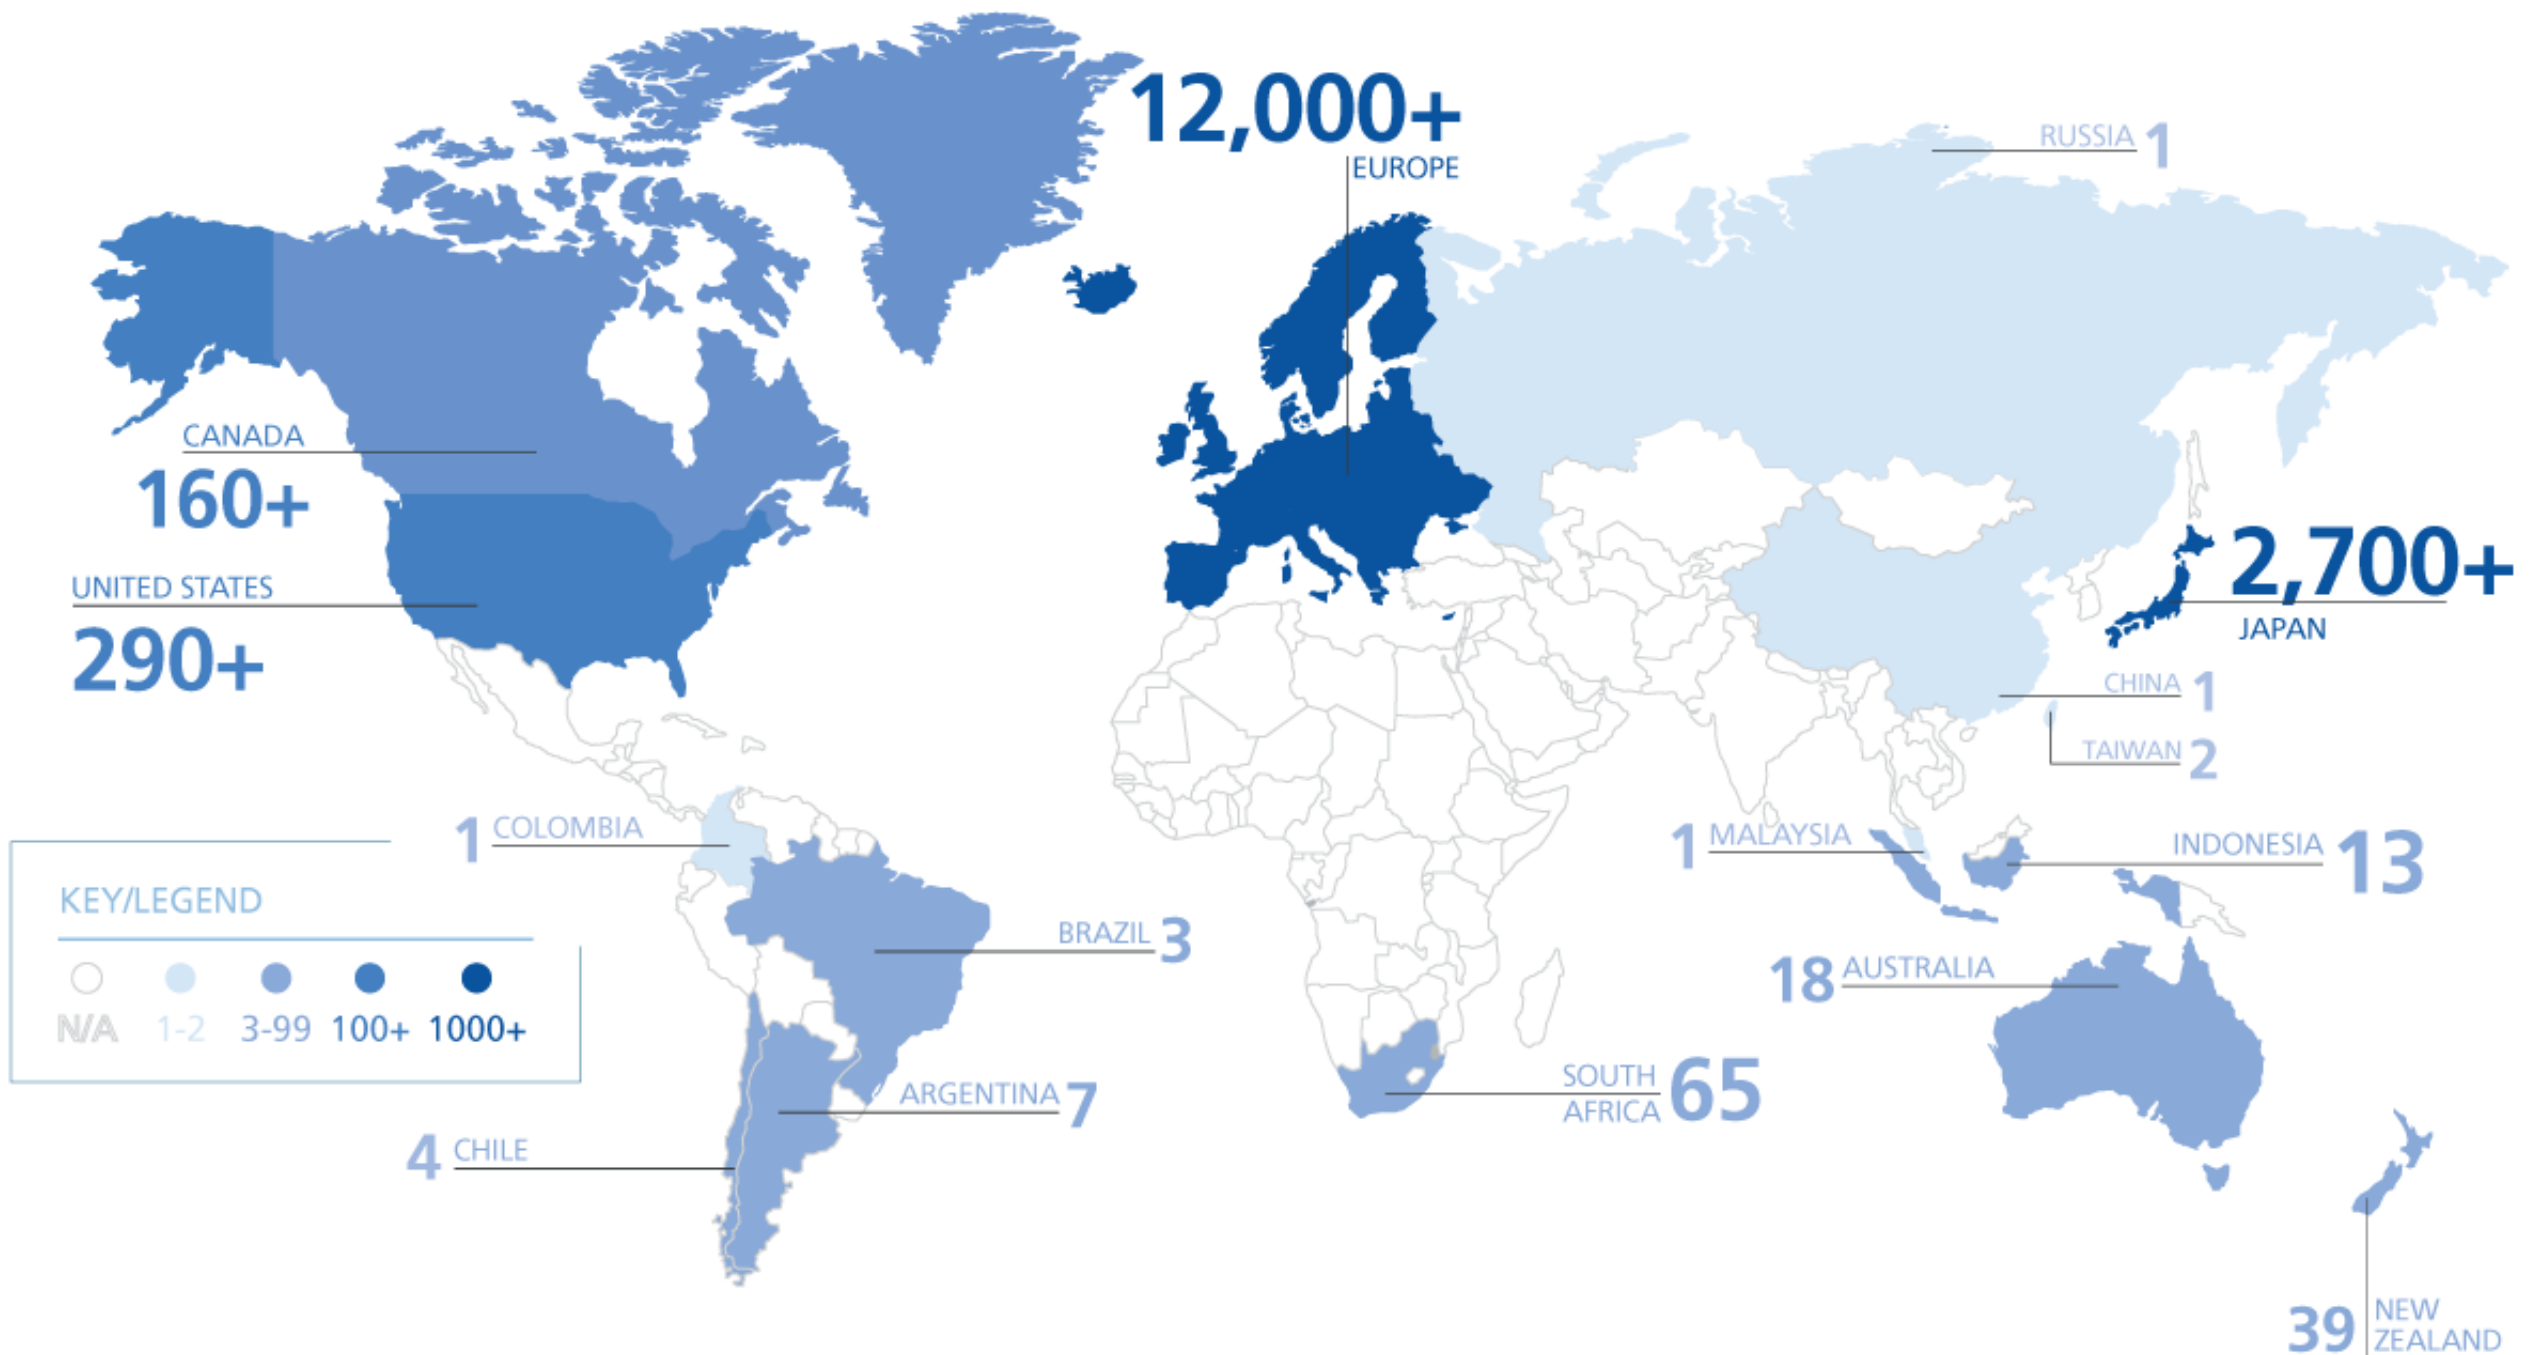 12,000+
EUROPE
RUSSIA 1
CANADA
160+
UNITED STATES
290+
2,700+
JAPAN
CHINA 1
TAIWAN 2
1 COLOMBIA
1 MALAYSIA
INDONESIA 13
KEY/LEGEND
N/A 1-2 3-99 100+ 1000+
BRAZIL 3
18 AUSTRALIA
ARGENTINA 7
SOUTH
AFRICA 65
4 CHILE
39 NEW
ZEALAND